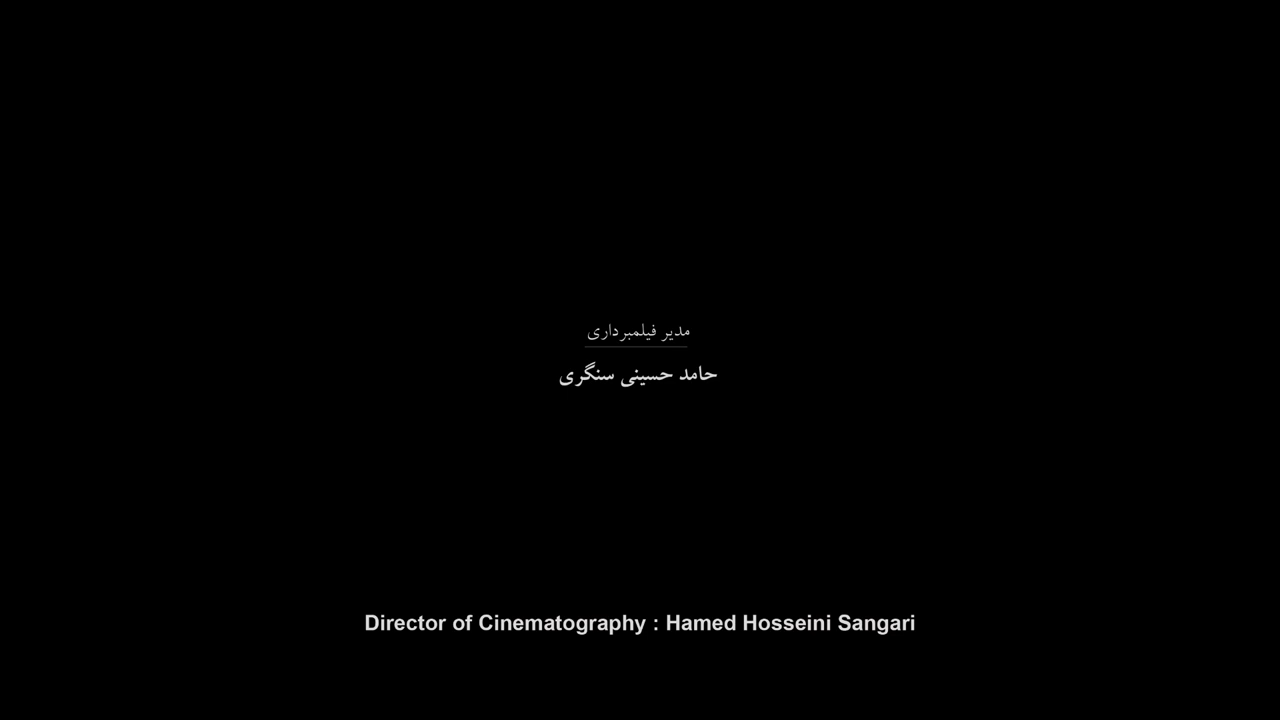 مدیر فیلمبرداری
حامد حسینی سنگری
Director of Cinematography : Hamed Hosseini Sangari